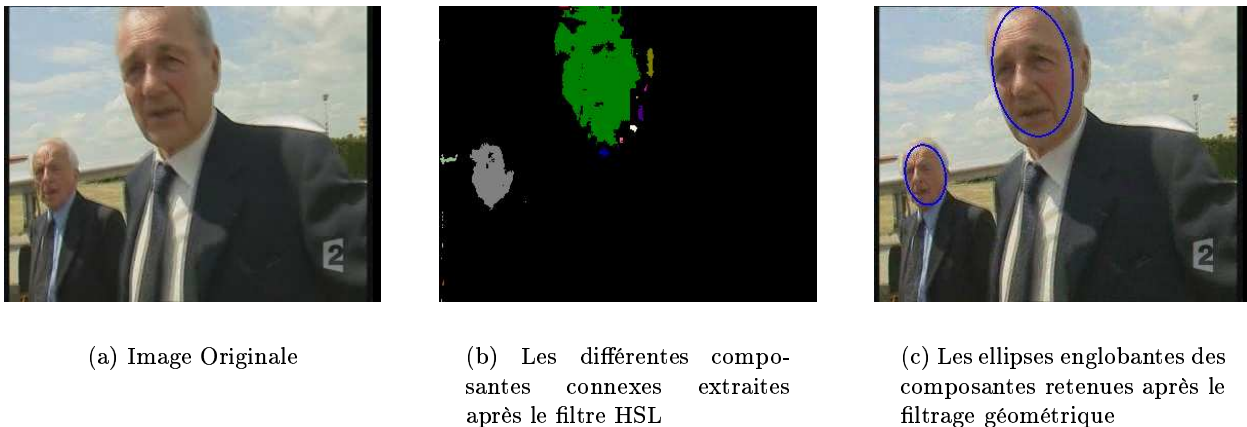 2
2
(a) Image Originale
(b) Les différentes compo-
santes connexes extraites
après le filtre HSL
(c) Les ellipses englobantes des
composantes retenues après le
filtrage géométrique